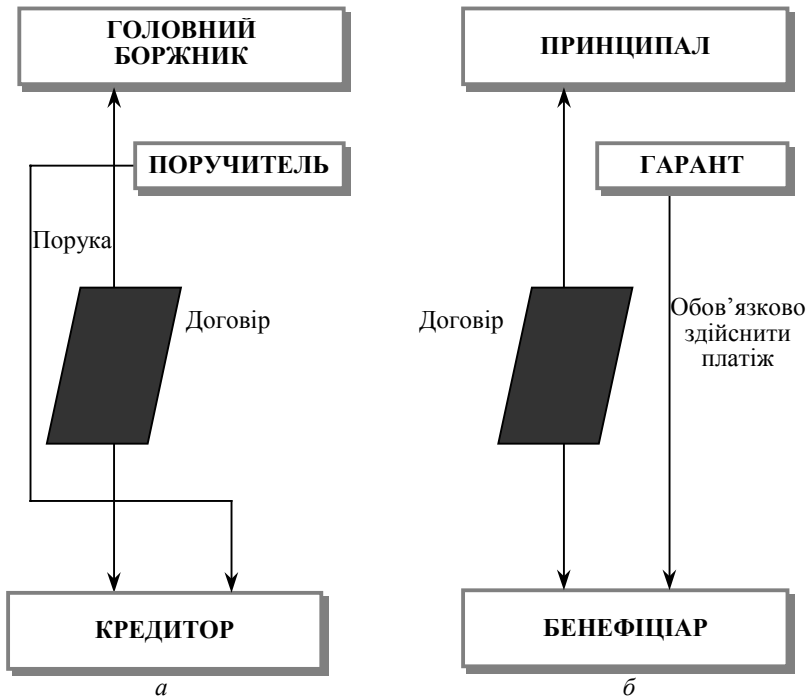 ГОЛОВНИЙ
БОРЖНИК
ПОРУЧИТЕЛЬ
Порука
Договір
КРЕДИТОР
а
ПРИНЦИПАЛ
ГАРАНТ
Договір
Обов’язково
здійснити
платіж
БЕНЕФІЦІАР
б